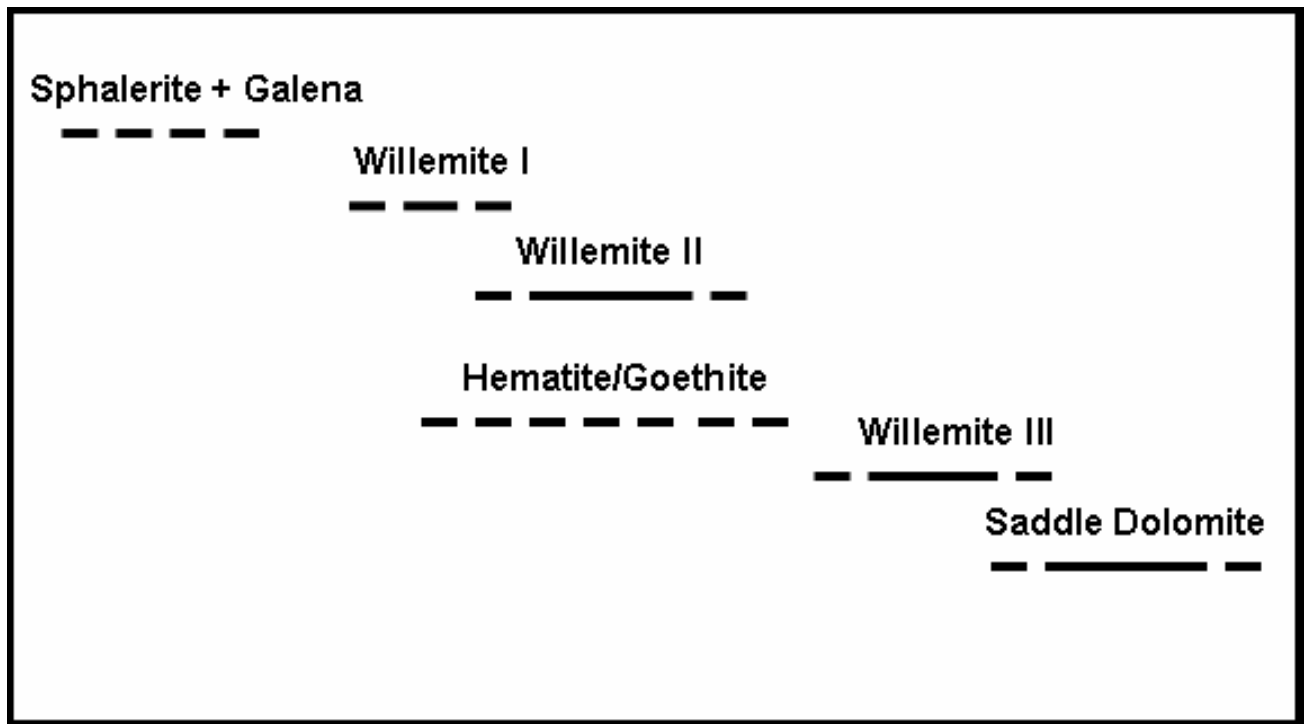 Sphalerite + Galena
Willemite I
Willemite II
Hematite/Goethite
Willemite III
Saddle Dolomite